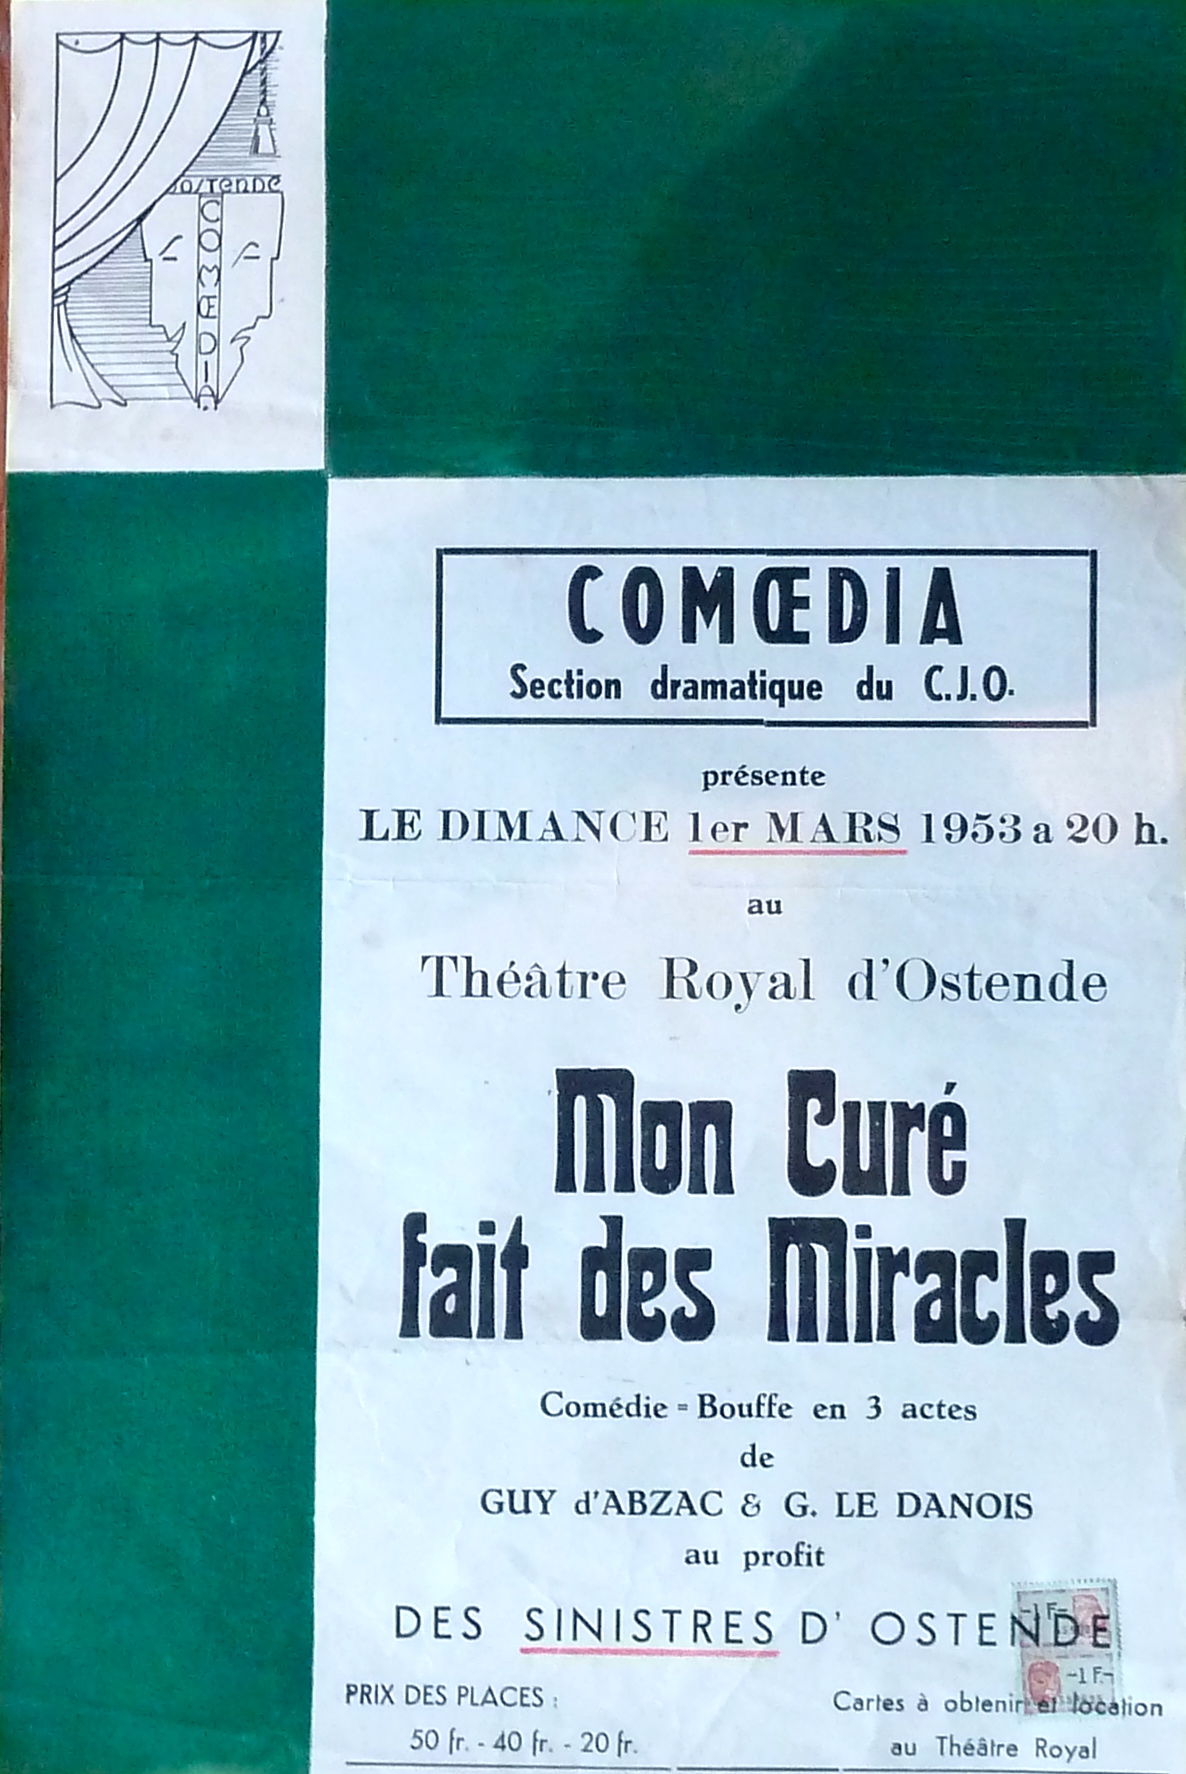 OSTENDE
COMŒDIA
COMŒDIA
Section dramatique du C.J.O.
présente
LE DIMANCE 1er MARS 1953 a 20 h.
au
Théâtre Royal d'Ostende
Mon Curé
fait des Miracles
Comédie = Bouffe en 3 actes
de
GUY d'ABZAC & G. LE DANOIS
au profit
DES SINISTRES D' OSTENDE
-1 F-
-1 F.-
PRIX DES PLACES :
50 fr. - 40 fr. - 20 fr.
Cartes à obtenir et location
au Théâtre Royal